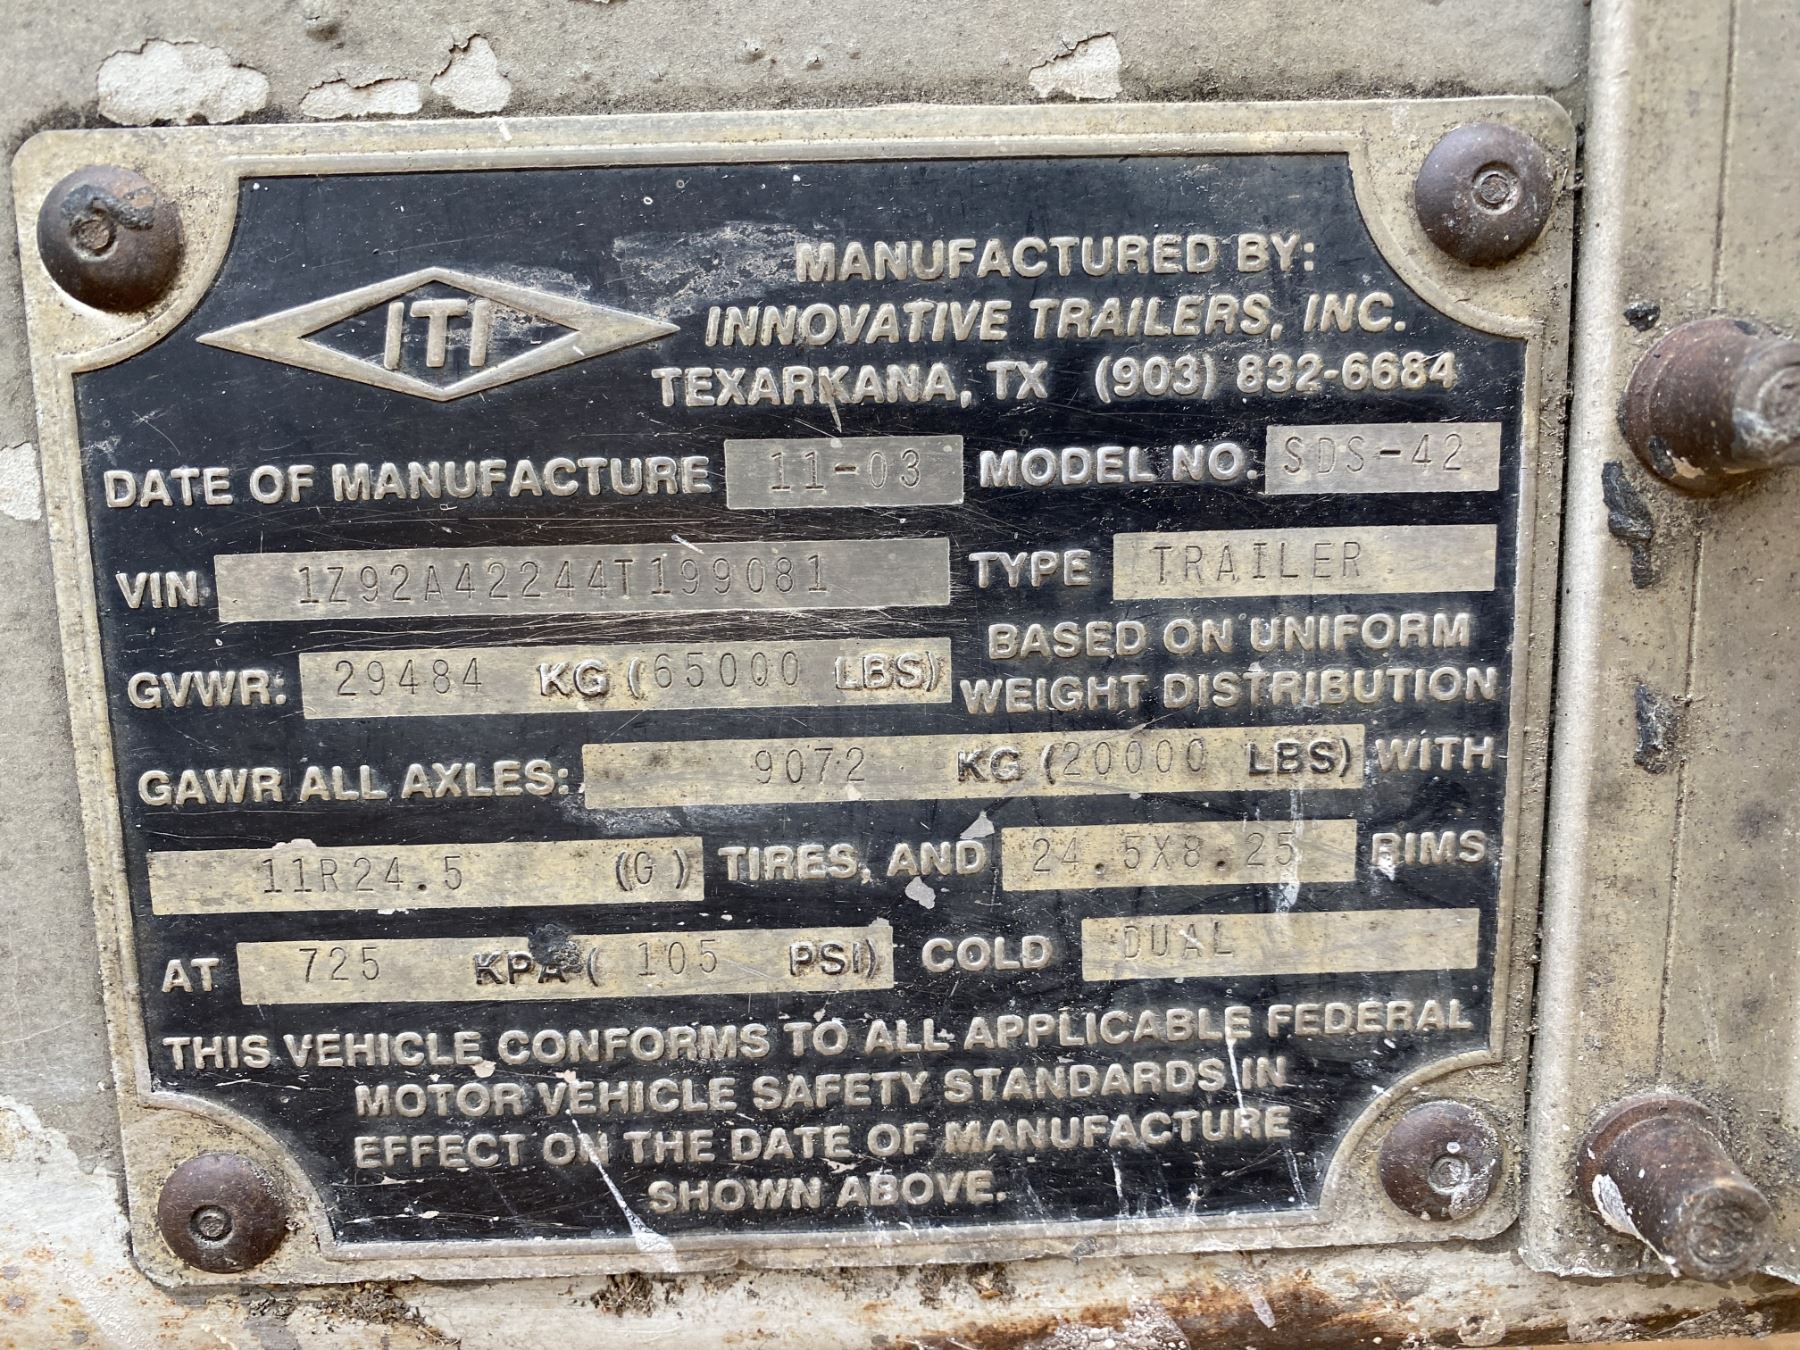 ITI
MANUFACTURED BY:
INNOVATIVE TRAILERS, INC.
TEXARKANA, TX (903) 832-6684
DATE OF MANUFACTURE 11-03 MODEL NO. SDS-42
VIN 1Z92A42244T199081 TYPE TRAILER
GVWR: 29484 KG (65000 LBS) BASED ON UNIFORM WEIGHT DISTRIBUTION
GAWR ALL AXLES: 9072 KG (20000 LBS) WITH
11R24.5 (G) TIRES, AND 24.5X8.25 RIMS
AT 725 KPA (105 PSI) COLD DUAL
THIS VEHICLE CONFORMS TO ALL APPLICABLE FEDERAL
MOTOR VEHICLE SAFETY STANDARDS IN
EFFECT ON THE DATE OF MANUFACTURE
SHOWN ABOVE.